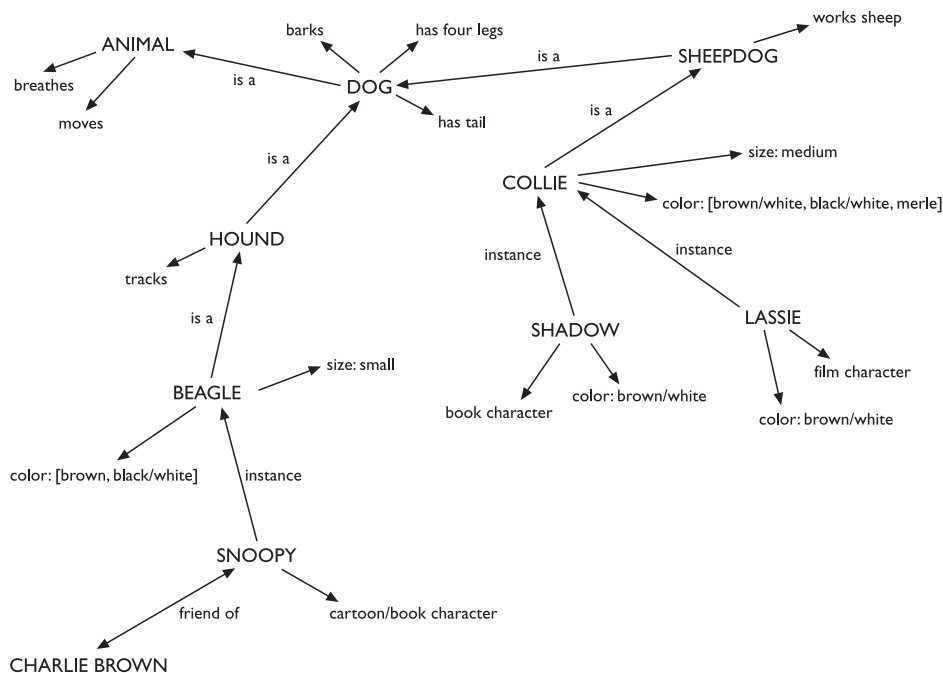 works sheep
barks
has four legs
ANIMAL
SHEEPDOG
is a
is a
breathes
DOG
moves
has tail
is a
is a
size: medium
COLLIE
color: [brown/white, black/white, merle]
HOUND
instance
instance
tracks
is a
SHADOW
LASSIE
size: small
film character
BEAGLE
color: brown/white
book character
color: brown/white
color: [brown, black/white]
instance
SNOOPY
friend of
cartoon/book character
CHARLIE BROWN